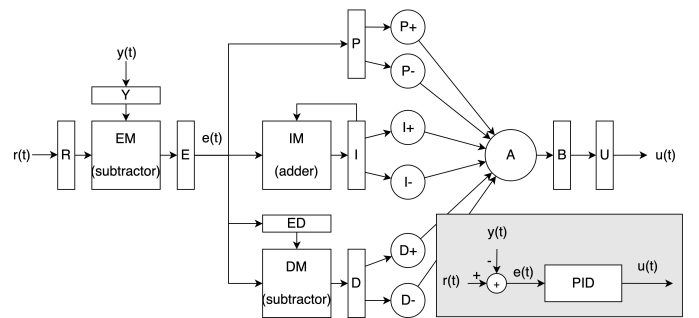 y(t)
Y
r(t)
R
EM
(subtractor)
E
e(t)
P
P+
P-
IM
(adder)
I
I+
I-
ED
DM
(subtractor)
D
D+
D-
A
B
U
u(t)
y(t)
-
r(t)
+
+
e(t)
PID
u(t)